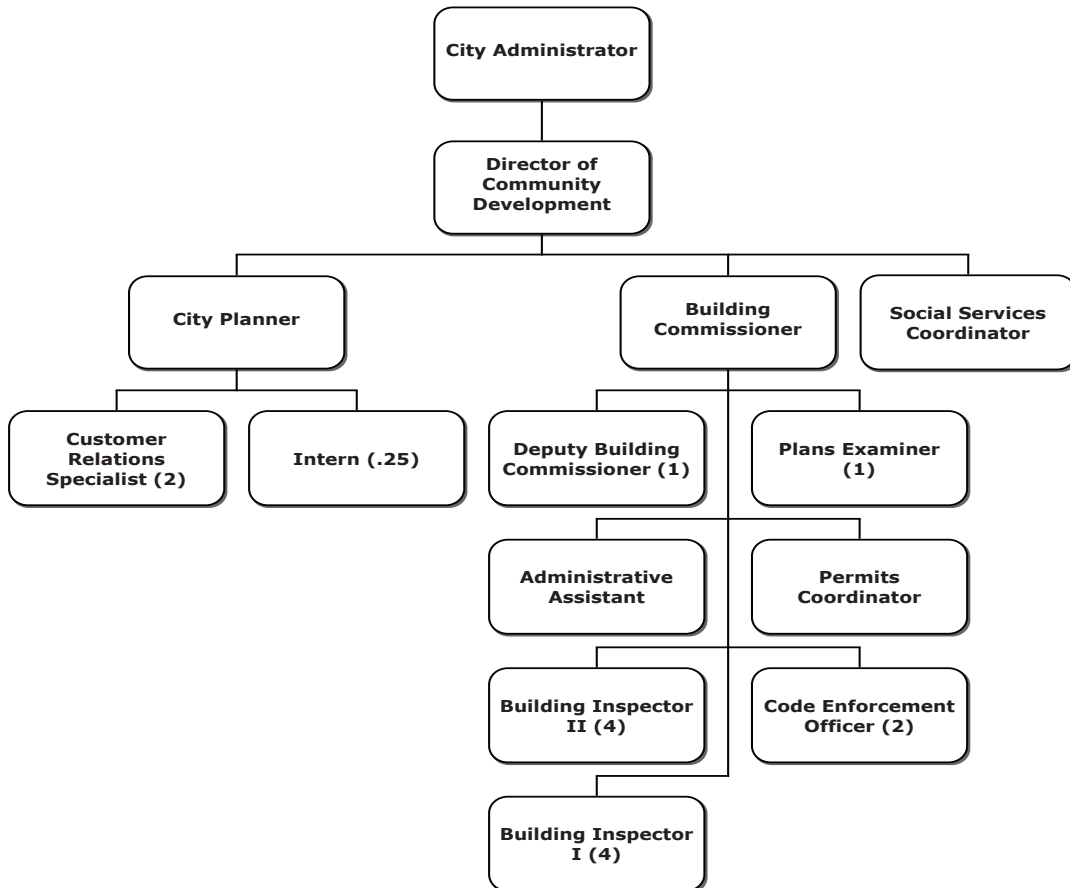 City Administrator
Director of
Community
Development
City Planner
Building
Commissioner
Social Services
Coordinator
Customer
Relations
Specialist (2)
Intern (.25)
Deputy Building
Commissioner (1)
Plans Examiner
(1)
Administrative
Assistant
Permits
Coordinator
Building Inspector
II (4)
Code Enforcement
Officer (2)
Building Inspector
I (4)